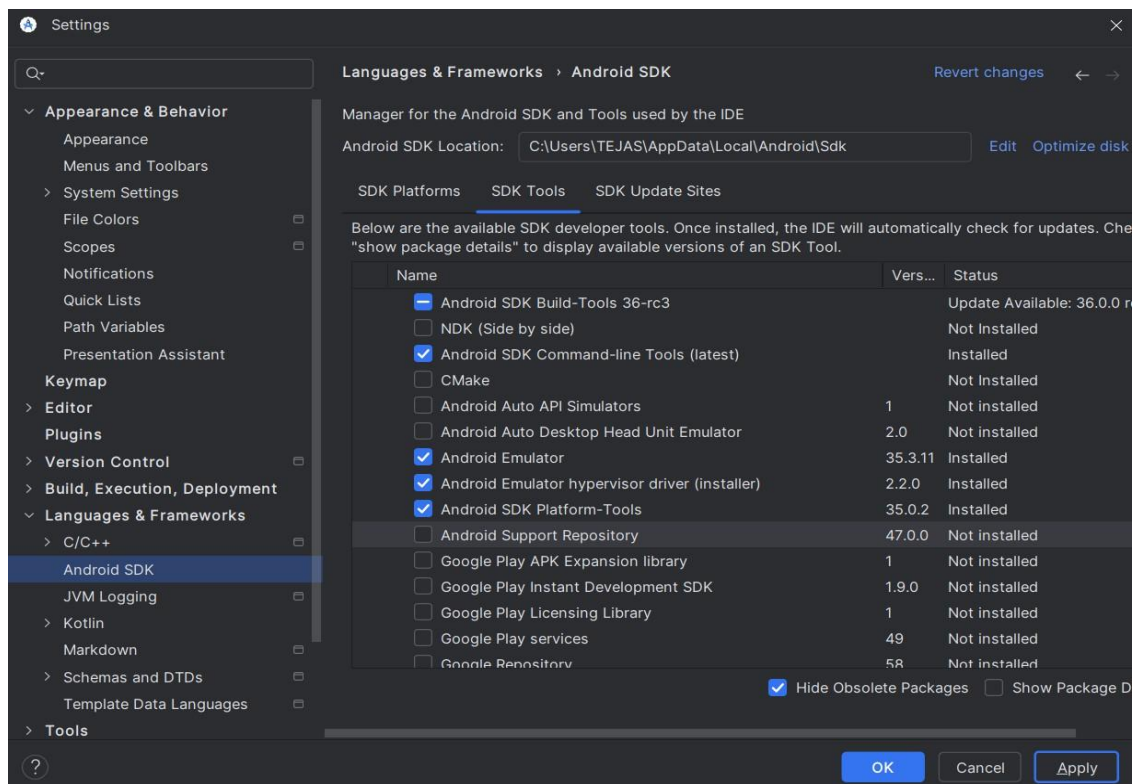 Settings
Languages & Frameworks › Android SDK
Revert changes
Appearance & Behavior
Appearance
Menus and Toolbars
System Settings
File Colors
Scopes
Notifications
Quick Lists
Path Variables
Presentation Assistant
Keymap
Editor
Plugins
Version Control
Build, Execution, Deployment
Languages & Frameworks
C/C++
Android SDK
JVM Logging
Kotlin
Markdown
Schemas and DTDs
Template Data Languages
Tools
Manager for the Android SDK and Tools used by the IDE
Android SDK Location: C:\Users\TEJAS\AppData\Local\Android\Sdk Edit Optimize disk
SDK Platforms SDK Tools SDK Update Sites
Below are the available SDK developer tools. Once installed, the IDE will automatically check for updates. Che
"show package details" to display available versions of an SDK Tool.
Name Vers... Status
Android SDK Build-Tools 36-rc3 Update Available: 36.0.0 r
NDK (Side by side) Not Installed
Android SDK Command-line Tools (latest) Installed
CMake Not Installed
Android Auto API Simulators 1 Not installed
Android Auto Desktop Head Unit Emulator 2.0 Not installed
Android Emulator 35.3.11 Installed
Android Emulator hypervisor driver (installer) 2.2.0 Installed
Android SDK Platform-Tools 35.0.2 Installed
Android Support Repository 47.0.0 Not installed
Google Play APK Expansion library 1 Not installed
Google Play Instant Development SDK 1.9.0 Not installed
Google Play Licensing Library 1 Not installed
Google Play services 49 Not installed
Google Repository 58 Not installed
Hide Obsolete Packages Show Package D
? OK Cancel Apply